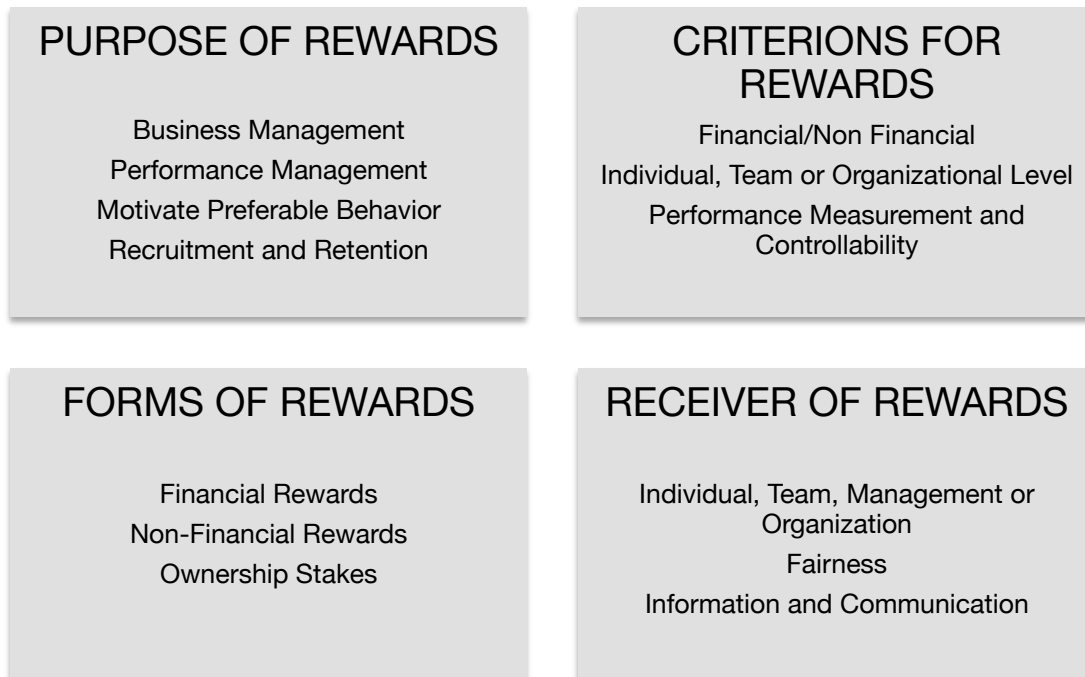 PURPOSE OF REWARDS
Business Management
Performance Management
Motivate Preferable Behavior
Recruitment and Retention
CRITERIONS FOR
REWARDS
Financial/Non Financial
Individual, Team or Organizational Level
Performance Measurement and
Controllability
FORMS OF REWARDS
Financial Rewards
Non-Financial Rewards
Ownership Stakes
RECEIVER OF REWARDS
Individual, Team, Management or
Organization
Fairness
Information and Communication